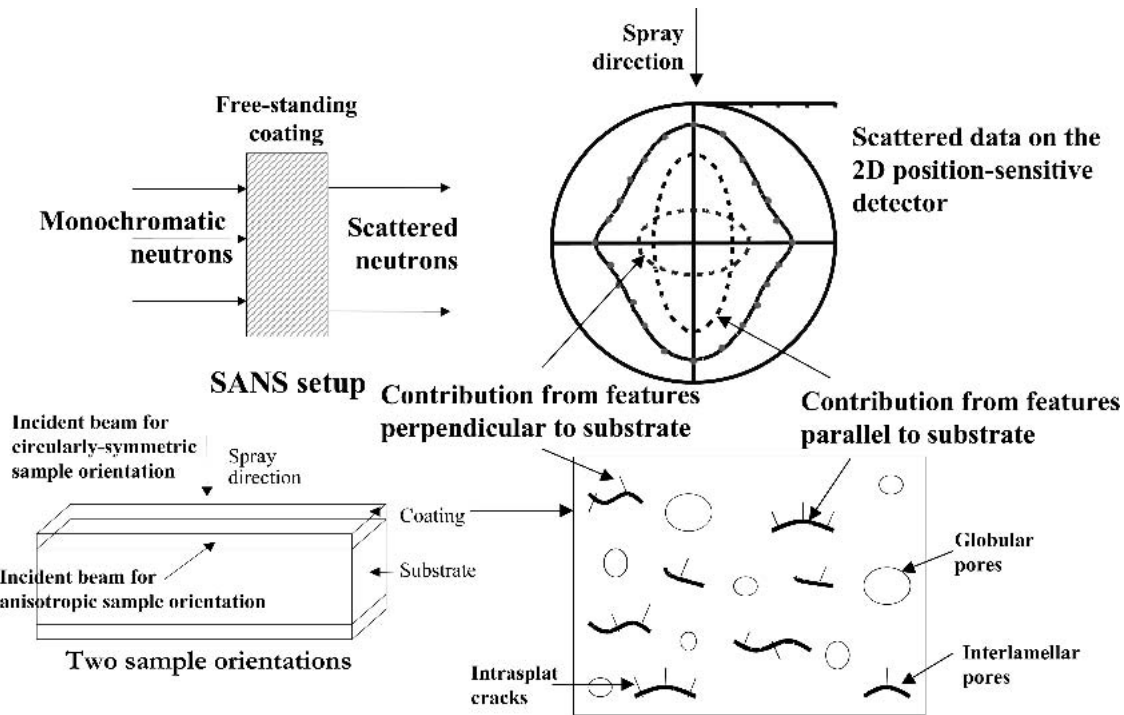 Spray
direction
Free-standing
coating
Monochromatic
neutrons
Scattered
neutrons
Scattered data on the
2D position-sensitive
detector
SANS setup
Contribution from features
perpendicular to substrate
Contribution from features
parallel to substrate
Incident beam for
circularly-symmetric
sample orientation
Spray
direction
Coating
Substrate
Incident beam for
anisotropic sample orientation
Two sample orientations
Globular
pores
Intrasplat
cracks
Interlamellar
pores